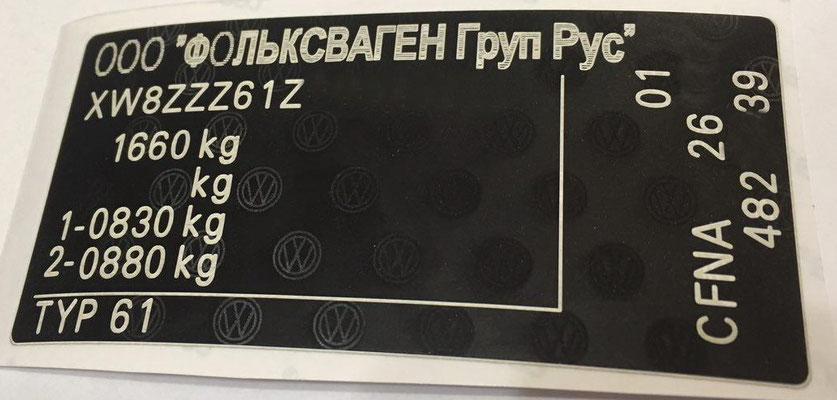 ООО "ФОЛЬКСВАГЕН Груп Рус"
XW8ZZZ61Z
1660 kg
kg
1-0830 kg
2-0880 kg
TYP 61
CFNA 26 01
482 39